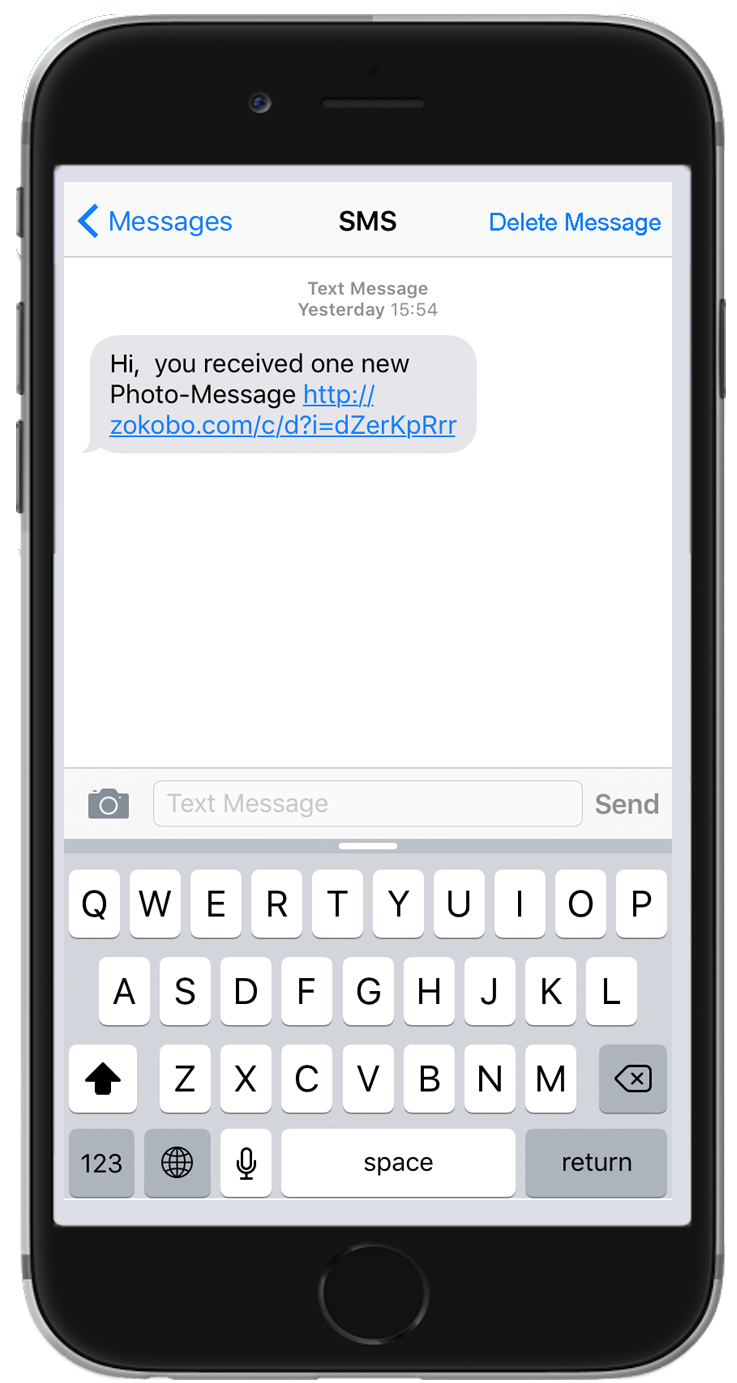 Messages SMS Delete Message
Text Message
Yesterday 15:54
Hi,  you received one new
Photo-Message http://
zokobo.com/c/d?i=dZerKpRrr
Text Message Send
Q W E R T Y U I O P
A S D F G H J K L
Z X C V B N M
123 space return